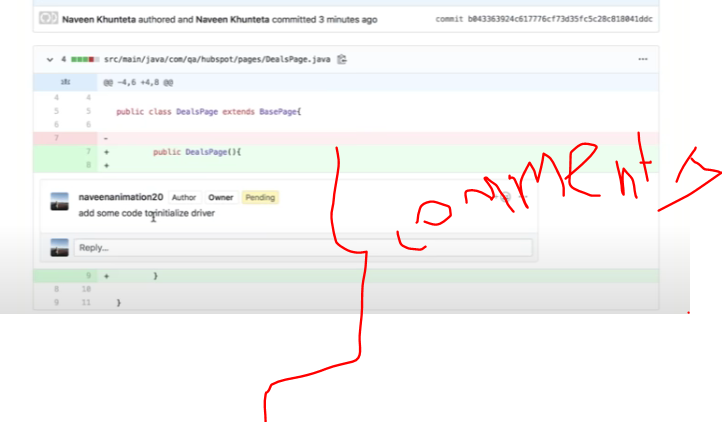 Naveen Khunteta authored and Naveen Khunteta committed 3 minutes ago commit b043363924c617776cf73d35fc5c28c818041ddc
4 src/main/java/com/qa/hubspot/pages/DealsPage.java ...
@@ -4,6 +4,8 @@
4 4
5 5 public class DealsPage extends BasePage{
6 6
7 -
7 + public DealsPage(){
8 +
naveenanimation20 Author Owner Pending
add some code to initialize driver
Reply...
9 + }
8 10
9 11 }
comments